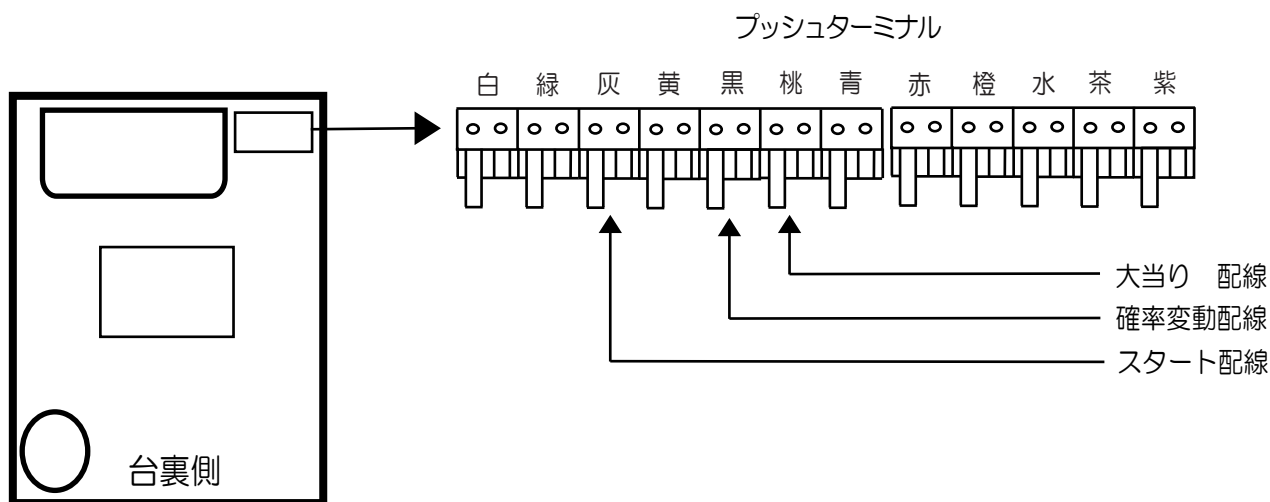 プッシュターミナル
白 緑 灰 黄 黒 桃 青 赤 橙 水 茶 紫
大当り　配線
確率変動配線
スタート配線
台裏側